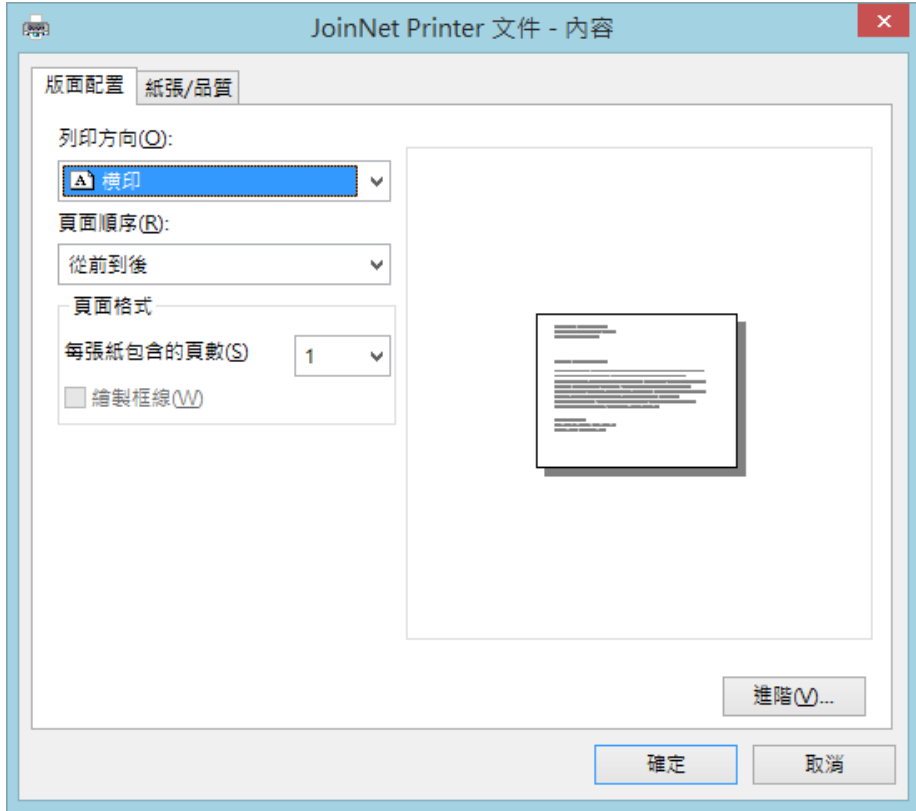 JoinNet Printer 文件 - 內容
版面配置
紙張/品質
列印方向(O):
A 橫印
頁面順序(R):
從前到後
頁面格式
每張紙包含的頁數(S)
1
繪製框線(W)
進階(V)...
確定
取消